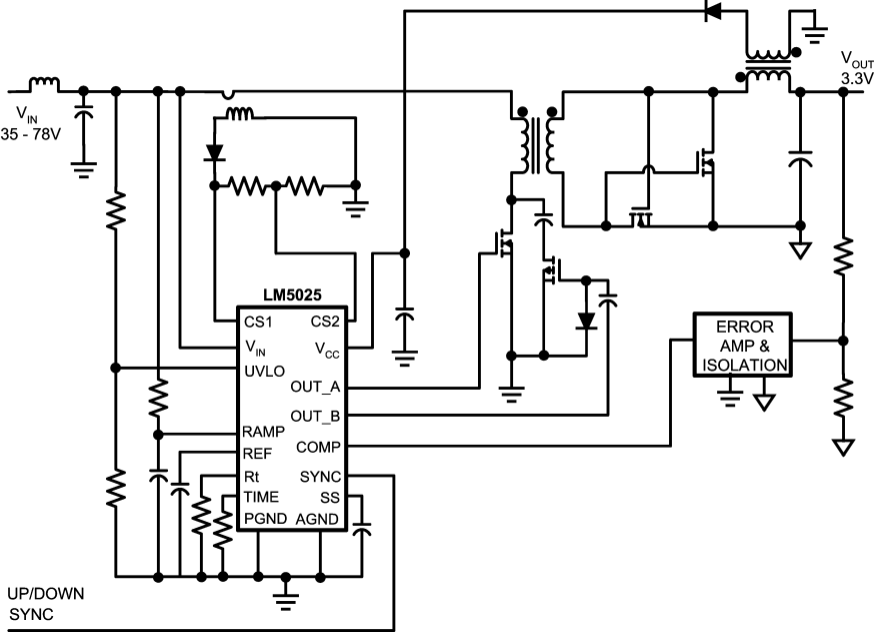 V_OUT
3.3V
V_IN
35 - 78V
LM5025
CS1
CS2
V_IN
V_CC
UVLO
OUT_A
OUT_B
RAMP
COMP
REF
Rt
SYNC
TIME
SS
PGND
AGND
ERROR
AMP &
ISOLATION
UP/DOWN
SYNC